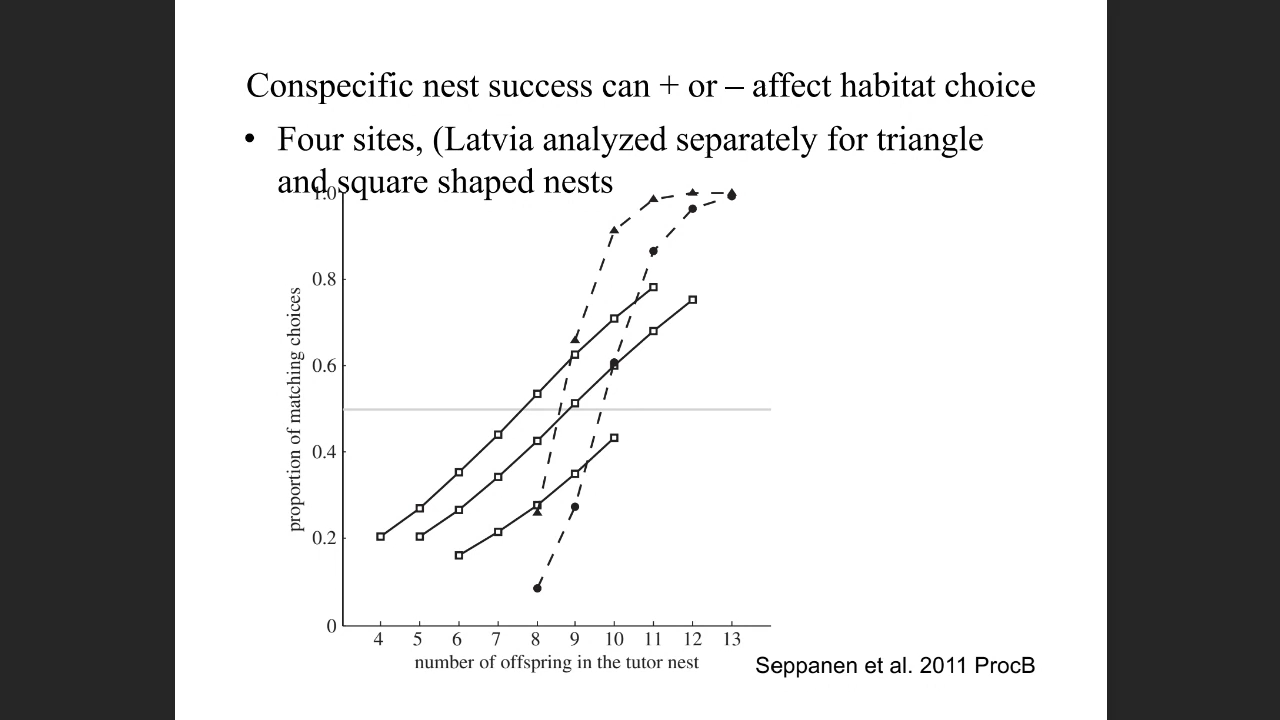 Conspecific nest success can + or – affect habitat choice
• Four sites, (Latvia analyzed separately for triangle
and square shaped nests
1.0
0.8
0.6
0.4
0.2
0
proportion of matching choices
4 5 6 7 8 9 10 11 12 13
number of offspring in the tutor nest
Seppanen et al. 2011 ProcB